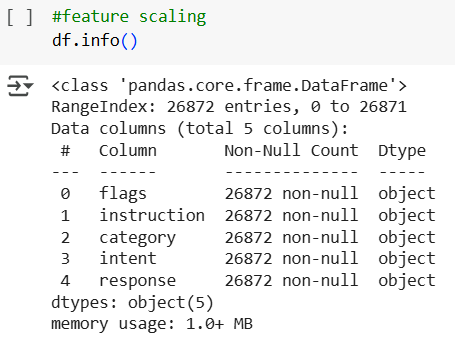 [ ] #feature scaling
df.info()
<class 'pandas.core.frame.DataFrame'>
RangeIndex: 26872 entries, 0 to 26871
Data columns (total 5 columns):
 #   Column       Non-Null Count  Dtype
---  ------       --------------  -----
 0   flags        26872 non-null  object
 1   instruction  26872 non-null  object
 2   category     26872 non-null  object
 3   intent       26872 non-null  object
 4   response     26872 non-null  object
dtypes: object(5)
memory usage: 1.0+ MB